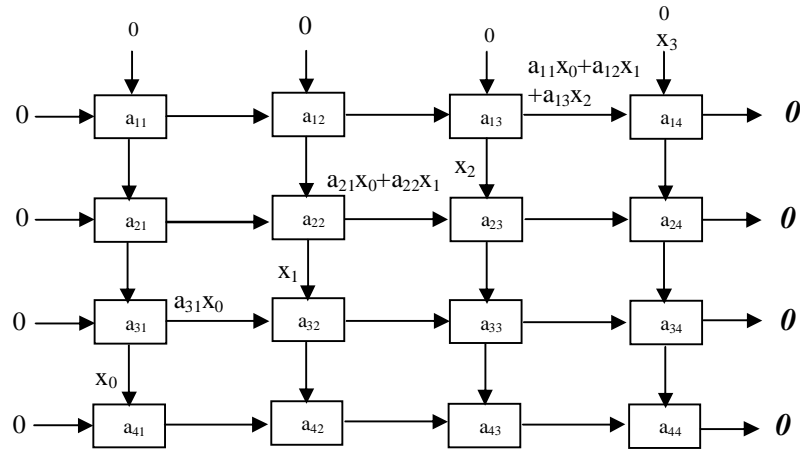 0 0 0 0
x₃
a₁₁x₀+a₁₂x₁
+a₁₃x₂
0 a₁₁ a₁₂ a₁₃ a₁₄ 0
x₂
a₂₁x₀+a₂₂x₁
0 a₂₁ a₂₂ a₂₃ a₂₄ 0
x₁
a₃₁x₀
0 a₃₁ a₃₂ a₃₃ a₃₄ 0
x₀
0 a₄₁ a₄₂ a₄₃ a₄₄ 0